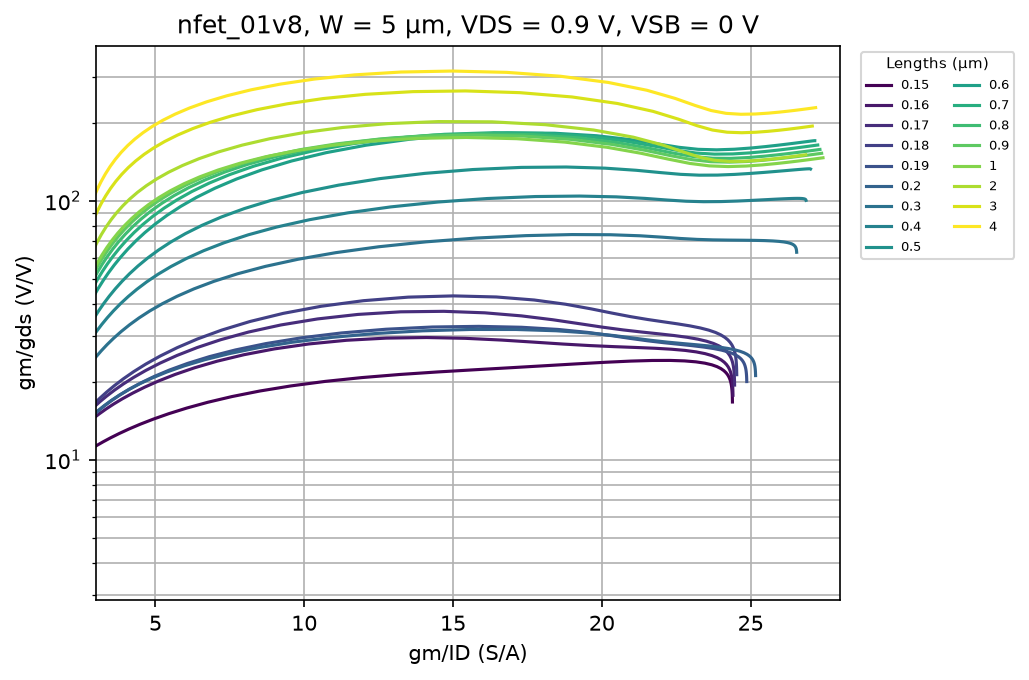 nfet_01v8, W = 5 μm, VDS = 0.9 V, VSB = 0 V
gm/gds (V/V)
10²
10¹
5 10 15 20 25
gm/ID (S/A)
Lengths (μm)
0.15 0.6
0.16 0.7
0.17 0.8
0.18 0.9
0.19 1
0.2 2
0.3 3
0.4 4
0.5